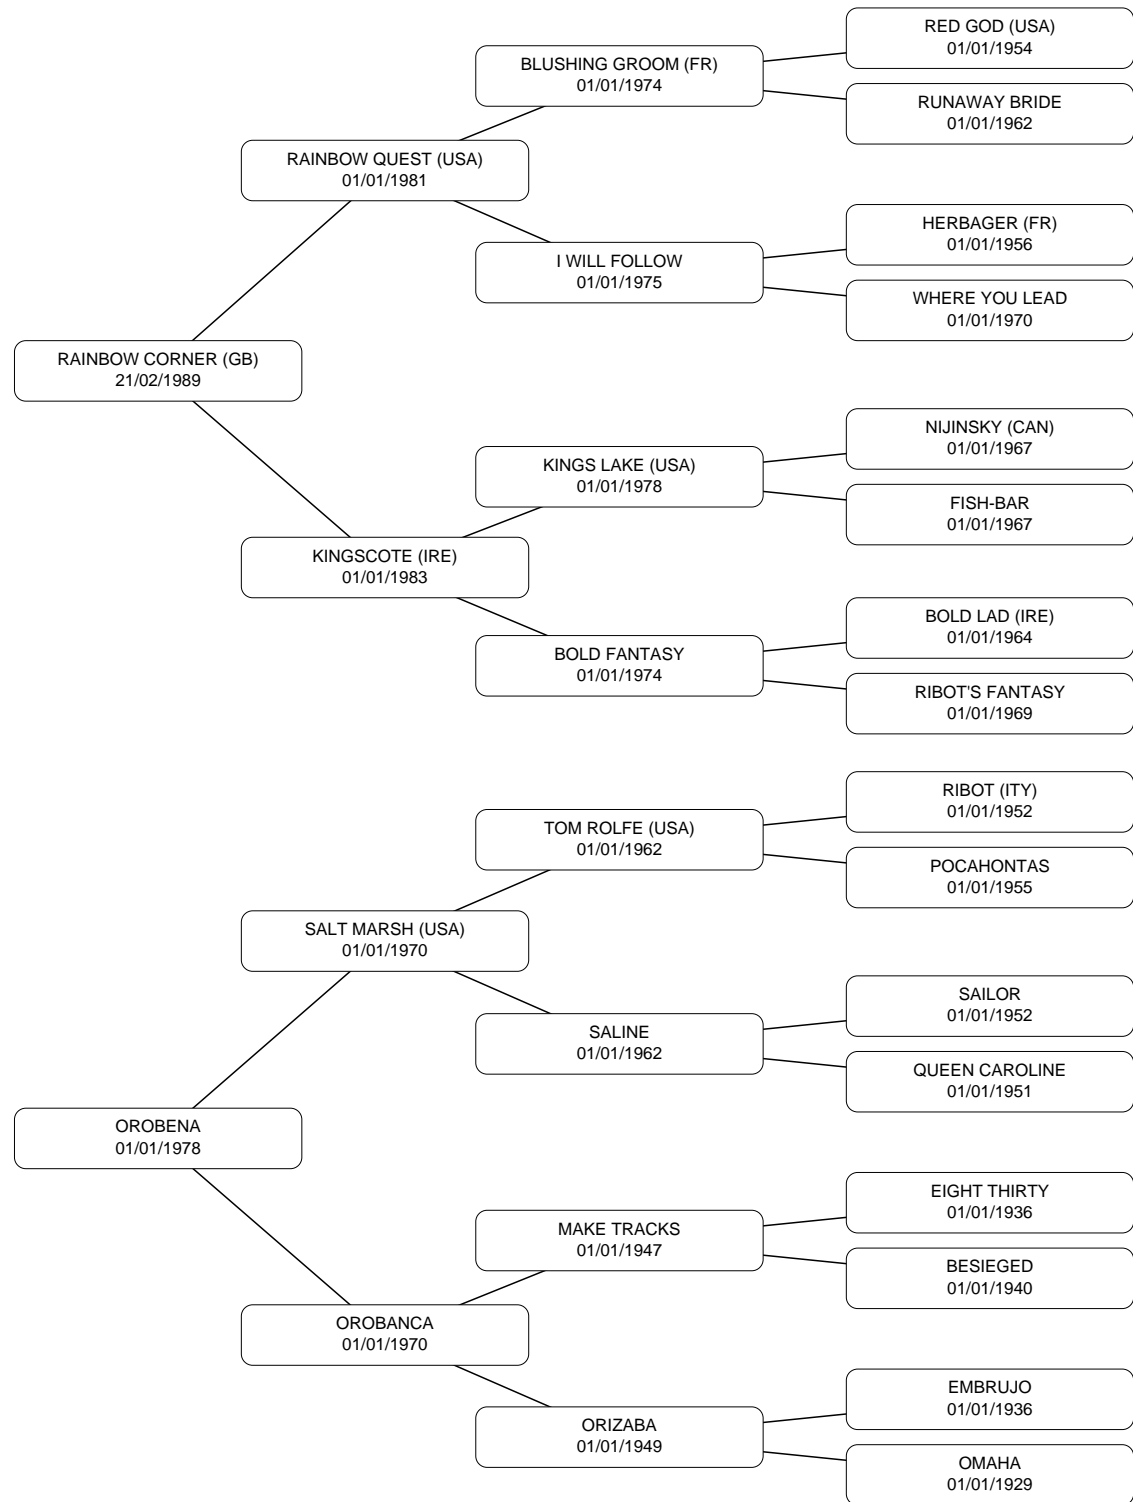 RED GOD (USA)
01/01/1954
BLUSHING GROOM (FR)
01/01/1974
RUNAWAY BRIDE
01/01/1962
RAINBOW QUEST (USA)
01/01/1981
HERBAGER (FR)
01/01/1956
I WILL FOLLOW
01/01/1975
WHERE YOU LEAD
01/01/1970
RAINBOW CORNER (GB)
21/02/1989
NIJINSKY (CAN)
01/01/1967
KINGS LAKE (USA)
01/01/1978
FISH-BAR
01/01/1967
KINGSCOTE (IRE)
01/01/1983
BOLD LAD (IRE)
01/01/1964
BOLD FANTASY
01/01/1974
RIBOT'S FANTASY
01/01/1969
RIBOT (ITY)
01/01/1952
TOM ROLFE (USA)
01/01/1962
POCAHONTAS
01/01/1955
SALT MARSH (USA)
01/01/1970
SAILOR
01/01/1952
SALINE
01/01/1962
QUEEN CAROLINE
01/01/1951
OROBENA
01/01/1978
EIGHT THIRTY
01/01/1936
MAKE TRACKS
01/01/1947
BESIEGED
01/01/1940
OROBANCA
01/01/1970
EMBRUJO
01/01/1936
ORIZABA
01/01/1949
OMAHA
01/01/1929